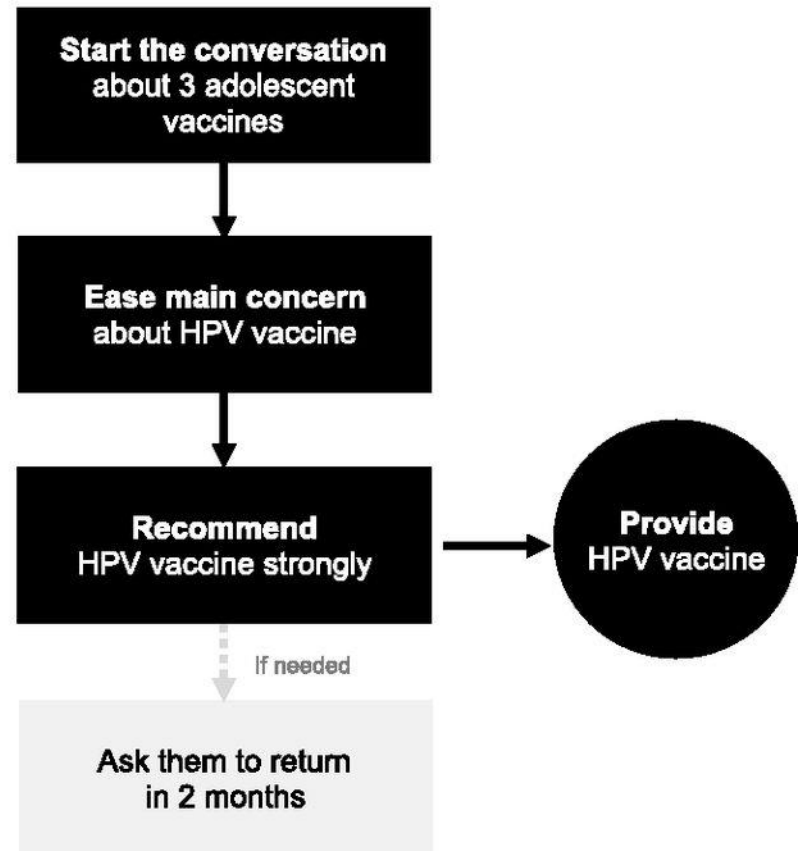 Start the conversation
about 3 adolescent
vaccines
Ease main concern
about HPV vaccine
Recommend
HPV vaccine strongly
Provide
HPV vaccine
If needed
Ask them to return
in 2 months